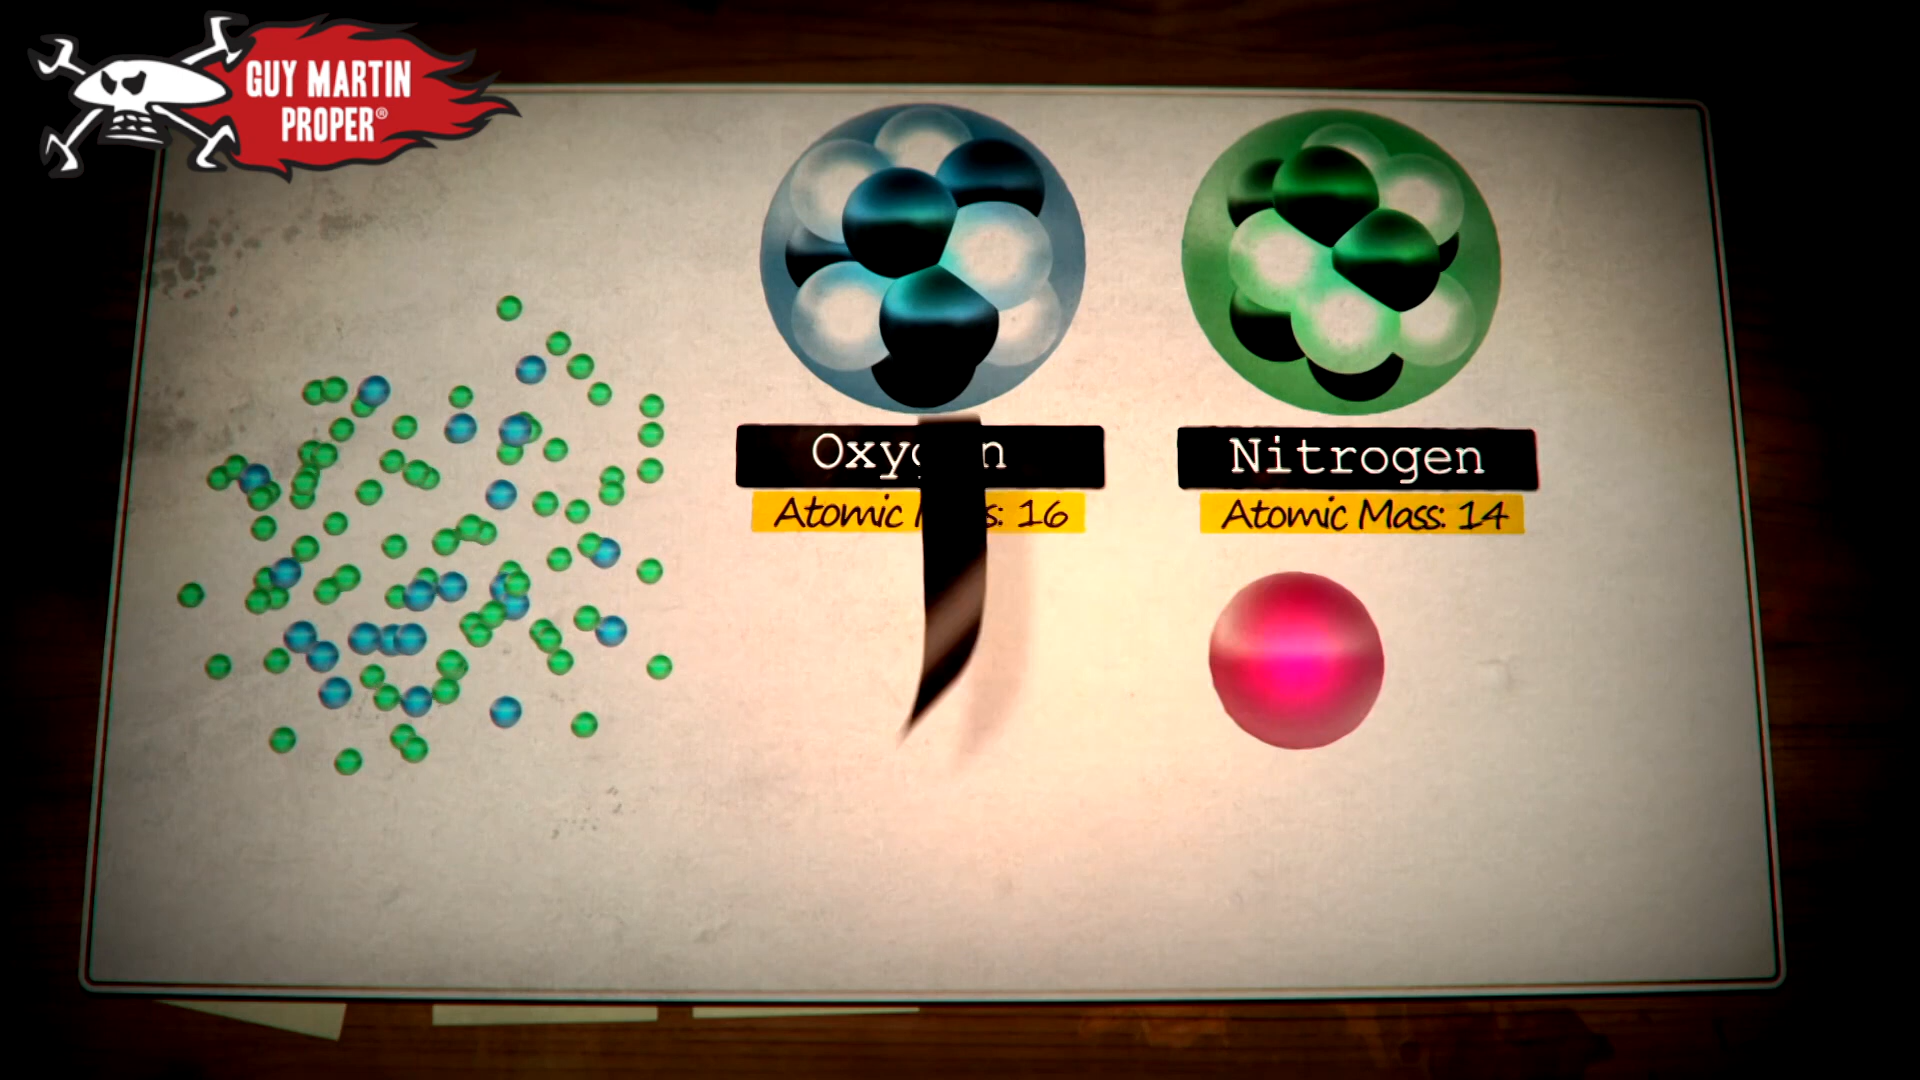 GUY MARTIN
PROPER®
Nitrogen
Atomic : 16
Atomic Mass: 14